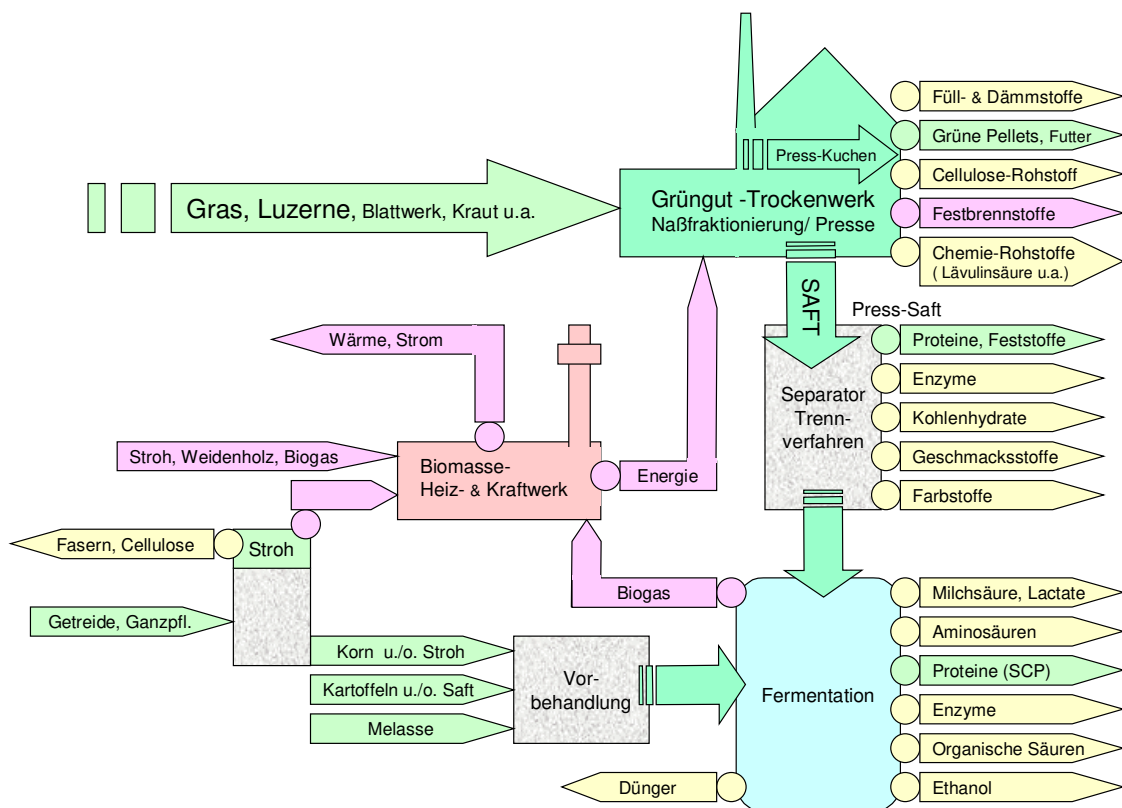 Füll- & Dämmstoffe
Grüne Pellets, Futter
Press-Kuchen
Cellulose-Rohstoff
Gras, Luzerne, Blattwerk, Kraut u.a.
Grüngut -Trockenwerk
Naßfraktionierung/ Presse
Festbrennstoffe
Chemie-Rohstoffe
( Lävulinsäure u.a.)
SAFT
Press-Saft
Wärme, Strom
Proteine, Feststoffe
Enzyme
Separator
Trenn-
verfahren
Kohlenhydrate
Geschmacksstoffe
Farbstoffe
Stroh, Weidenholz, Biogas
Biomasse-
Heiz- & Kraftwerk
Energie
Fasern, Cellulose
Stroh
Biogas
Milchsäure, Lactate
Getreide, Ganzpfl.
Aminosäuren
Korn u./o. Stroh
Proteine (SCP)
Kartoffeln u./o. Saft
Vor-
behandlung
Fermentation
Enzyme
Melasse
Organische Säuren
Dünger
Ethanol